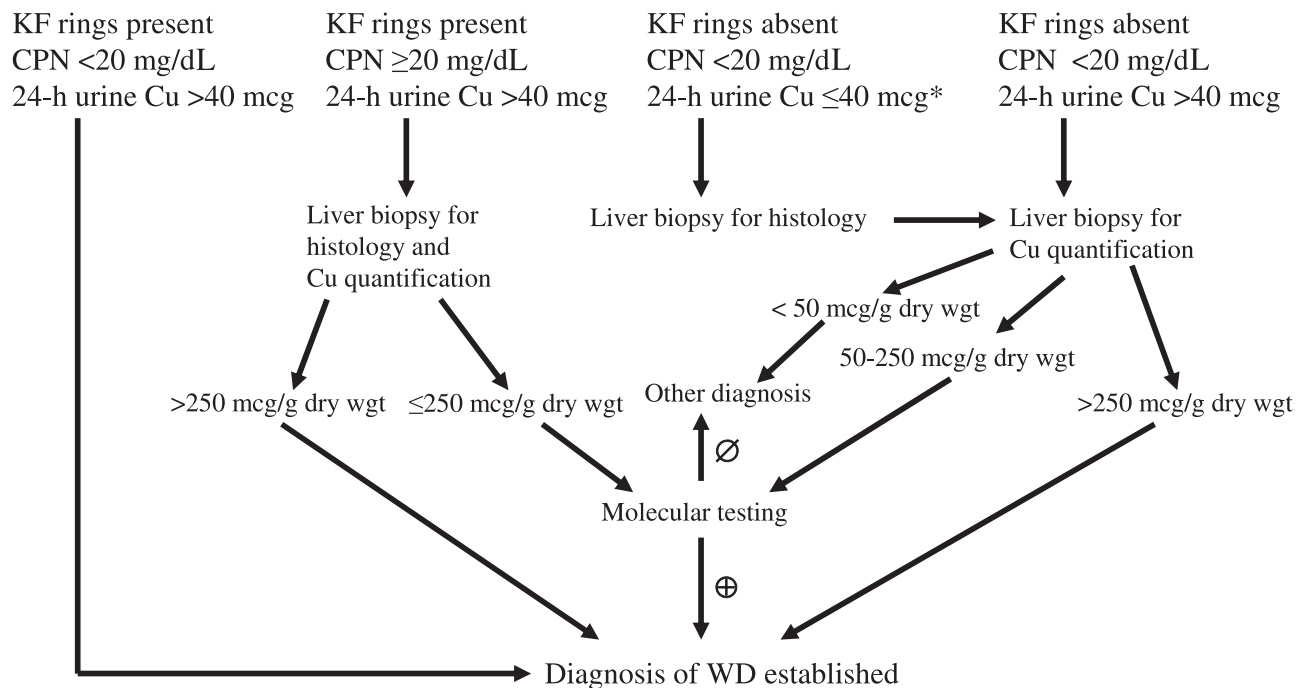 KF rings present
CPN <20 mg/dL
24-h urine Cu >40 mcg
KF rings present
CPN ≥20 mg/dL
24-h urine Cu >40 mcg
KF rings absent
CPN <20 mg/dL
24-h urine Cu ≤40 mcg*
KF rings absent
CPN <20 mg/dL
24-h urine Cu >40 mcg
Liver biopsy for
histology and
Cu quantification
Liver biopsy for histology
Liver biopsy for
Cu quantification
< 50 mcg/g dry wgt
50-250 mcg/g dry wgt
>250 mcg/g dry wgt
≤250 mcg/g dry wgt
Other diagnosis
>250 mcg/g dry wgt
∅
Molecular testing
⊕
Diagnosis of WD established